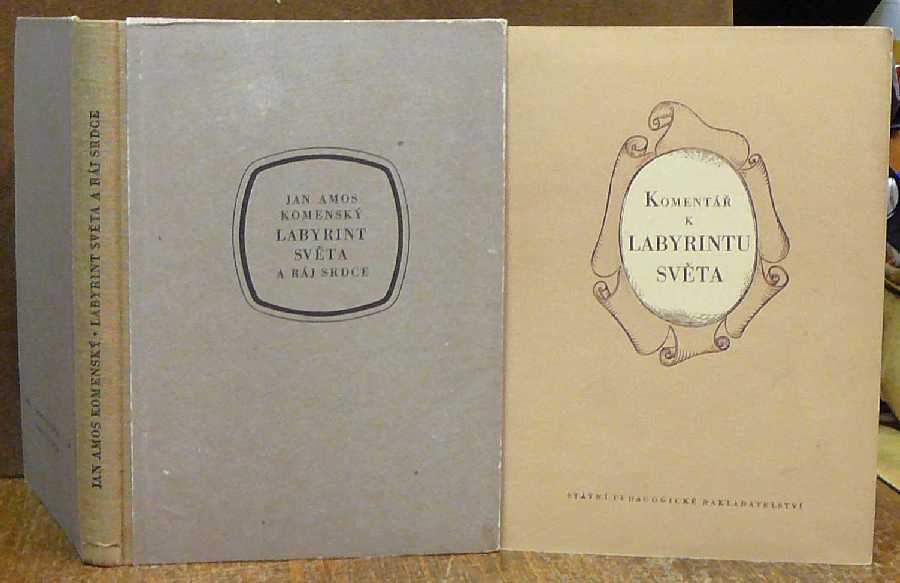 JAN AMOS KOMENSKÝ · LABYRINT SVĚTA A RÁJ SRDCE
JAN AMOS
KOMENSKÝ
LABYRINT
SVĚTA
A RÁJ SRDCE
KOMENTÁŘ
K
LABYRINTU
SVĚTA
STÁTNÍ PEDAGOGICKÉ NAKLADATELSTVÍ